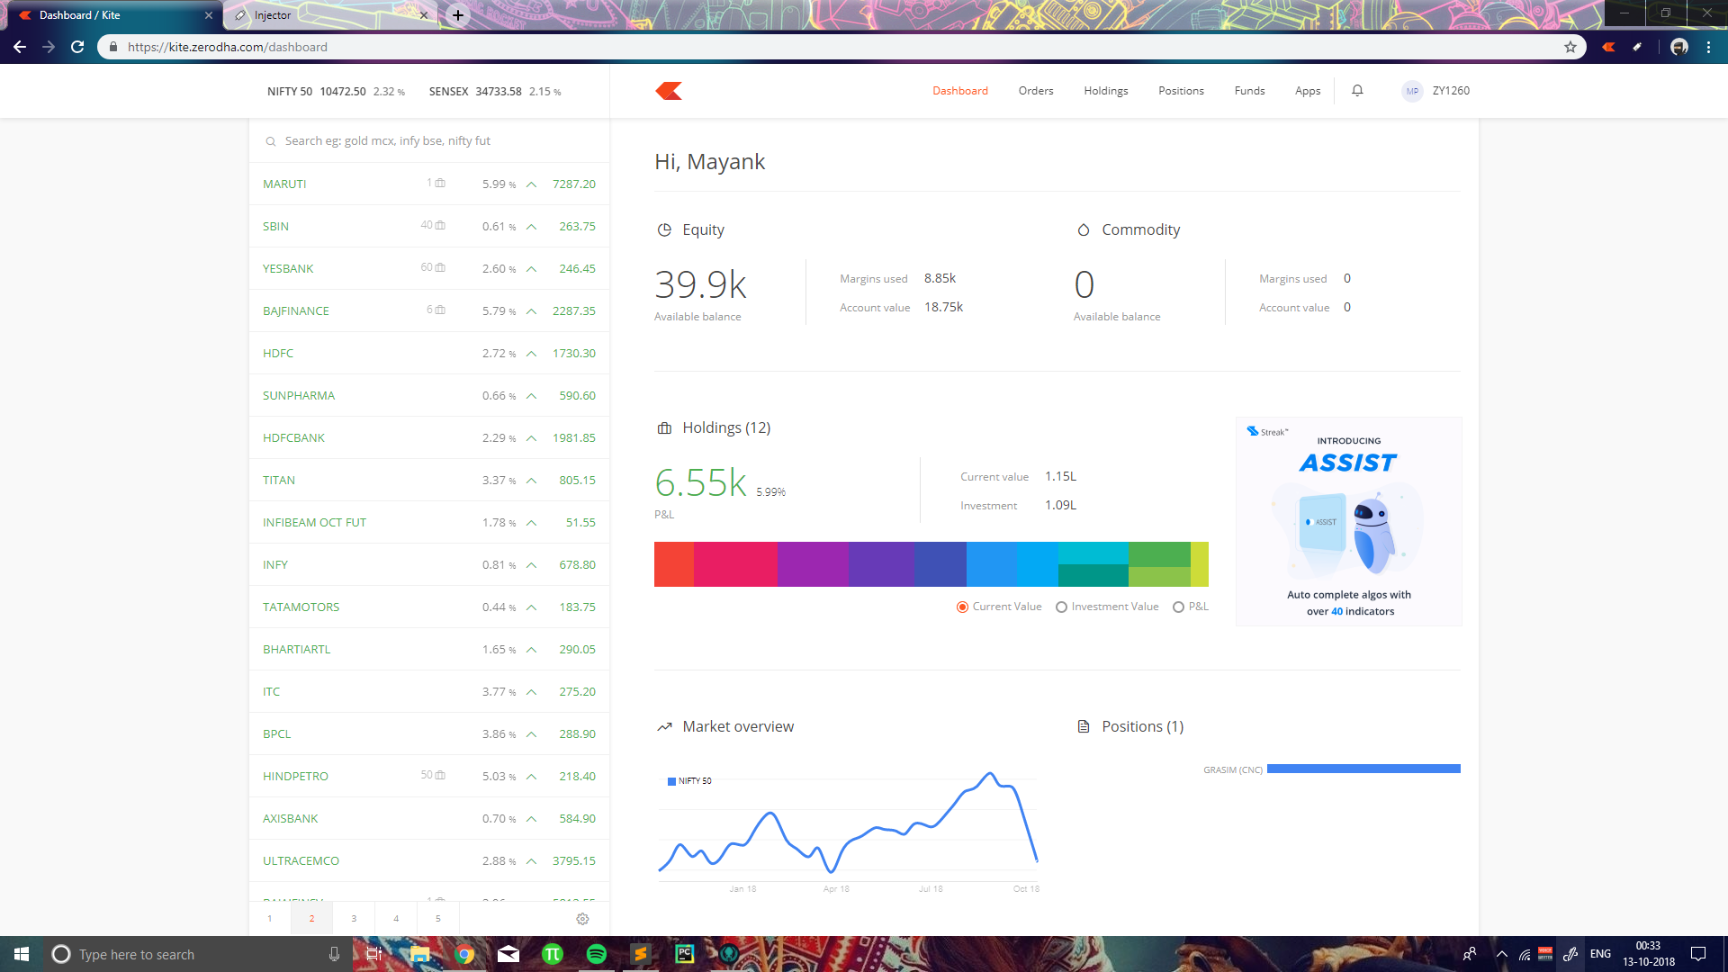 Dashboard / Kite
Injector
https://kite.zerodha.com/dashboard
NIFTY 50 10472.50 2.32 % SENSEX 34733.58 2.15 %
Dashboard Orders Holdings Positions Funds Apps MP ZY1260
Search eg: gold mcx, infy bse, nifty fut
MARUTI 1 5.99 % 7287.20
SBIN 40 0.61 % 263.75
YESBANK 60 2.60 % 246.45
BAJFINANCE 6 5.79 % 2287.35
HDFC 2.72 % 1730.30
SUNPHARMA 0.66 % 590.60
HDFCBANK 2.29 % 1981.85
TITAN 3.37 % 805.15
INFIBEAM OCT FUT 1.78 % 51.55
INFY 0.81 % 678.80
TATAMOTORS 0.44 % 183.75
BHARTIARTL 1.65 % 290.05
ITC 3.77 % 275.20
BPCL 3.86 % 288.90
HINDPETRO 50 5.03 % 218.40
AXISBANK 0.70 % 584.90
ULTRACEMCO 2.88 % 3795.15
1 2 3 4 5
Hi, Mayank
Equity
39.9k
Available balance
Margins used 8.85k
Account value 18.75k
Commodity
0
Available balance
Margins used 0
Account value 0
Holdings (12)
6.55k 5.99%
P&L
Current value 1.15L
Investment 1.09L
Current Value Investment Value P&L
Streak™
INTRODUCING
ASSIST
ASSIST
Auto complete algos with
over 40 indicators
Market overview
NIFTY 50
Jan 18 Apr 18 Jul 18 Oct 18
Positions (1)
GRASIM (CNC)
Type here to search
PC
ENG
00:33
13-10-2018